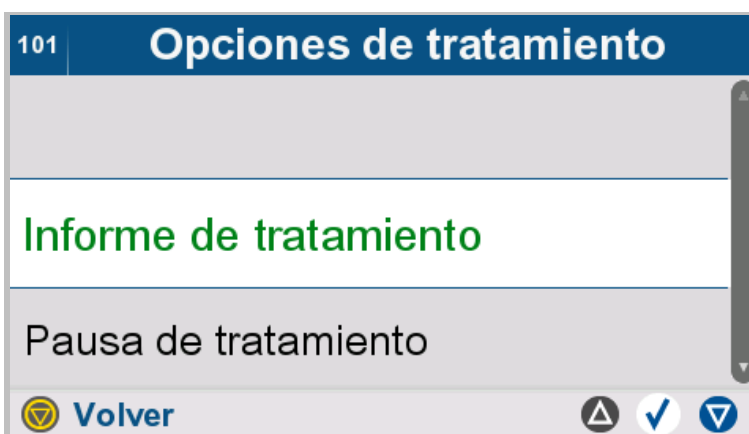 101
Opciones de tratamiento
Informe de tratamiento
Pausa de tratamiento
Volver